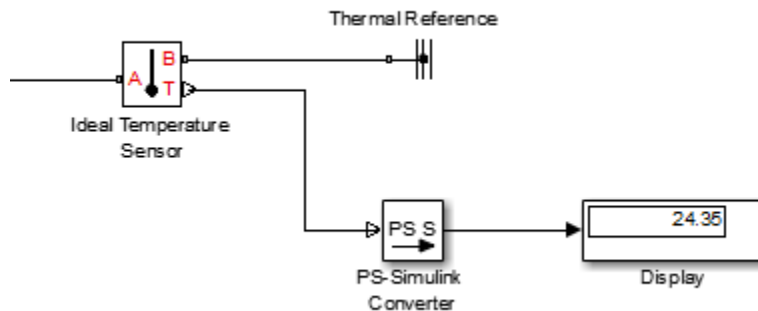 Thermal Reference
B
A
T
Ideal Temperature
Sensor
PS S
24.35
PS-Simulink
Converter
Display